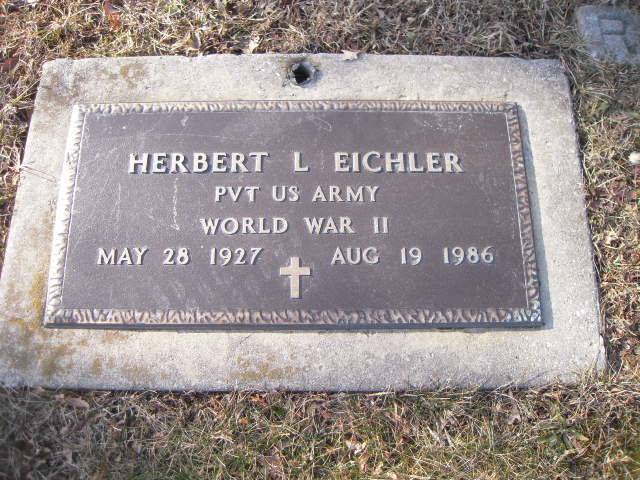 HERBERT L EICHLER
PVT US ARMY
WORLD WAR II
MAY 28 1927 AUG 19 1986